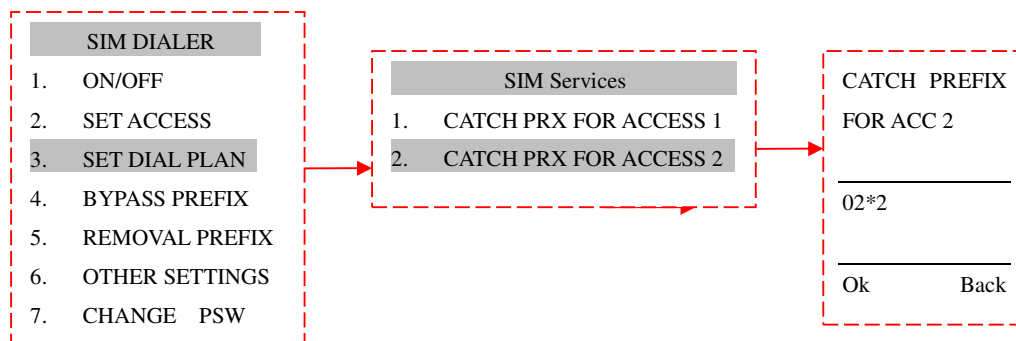 SIM DIALER
1. ON/OFF
2. SET ACCESS
3. SET DIAL PLAN
4. BYPASS PREFIX
5. REMOVAL PREFIX
6. OTHER SETTINGS
7. CHANGE PSW
SIM Services
1. CATCH PRX FOR ACCESS 1
2. CATCH PRX FOR ACCESS 2
CATCH PREFIX
FOR ACC 2
02*2
Ok Back